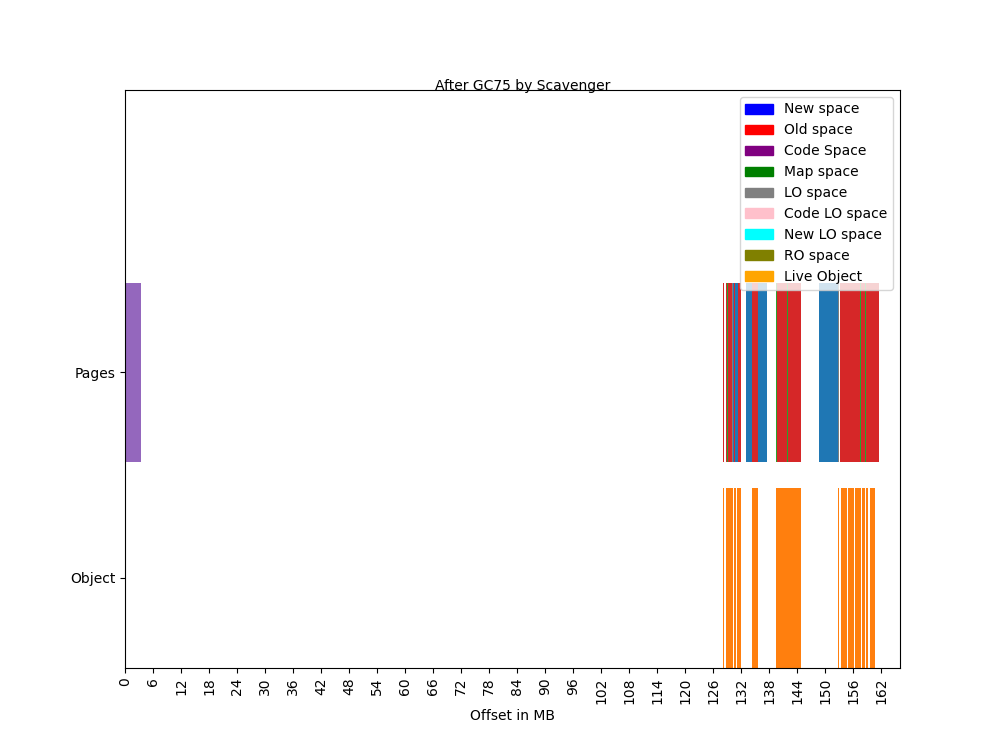 After GC75 by Scavenger
New space
Old space
Code Space
Map space
LO space
Code LO space
New LO space
RO space
Live Object
Pages
Object
0 6 12 18 24 30 36 42 48 54 60 66 72 78 84 90 96 102 108 114 120 126 132 138 144 150 156 162
Offset in MB